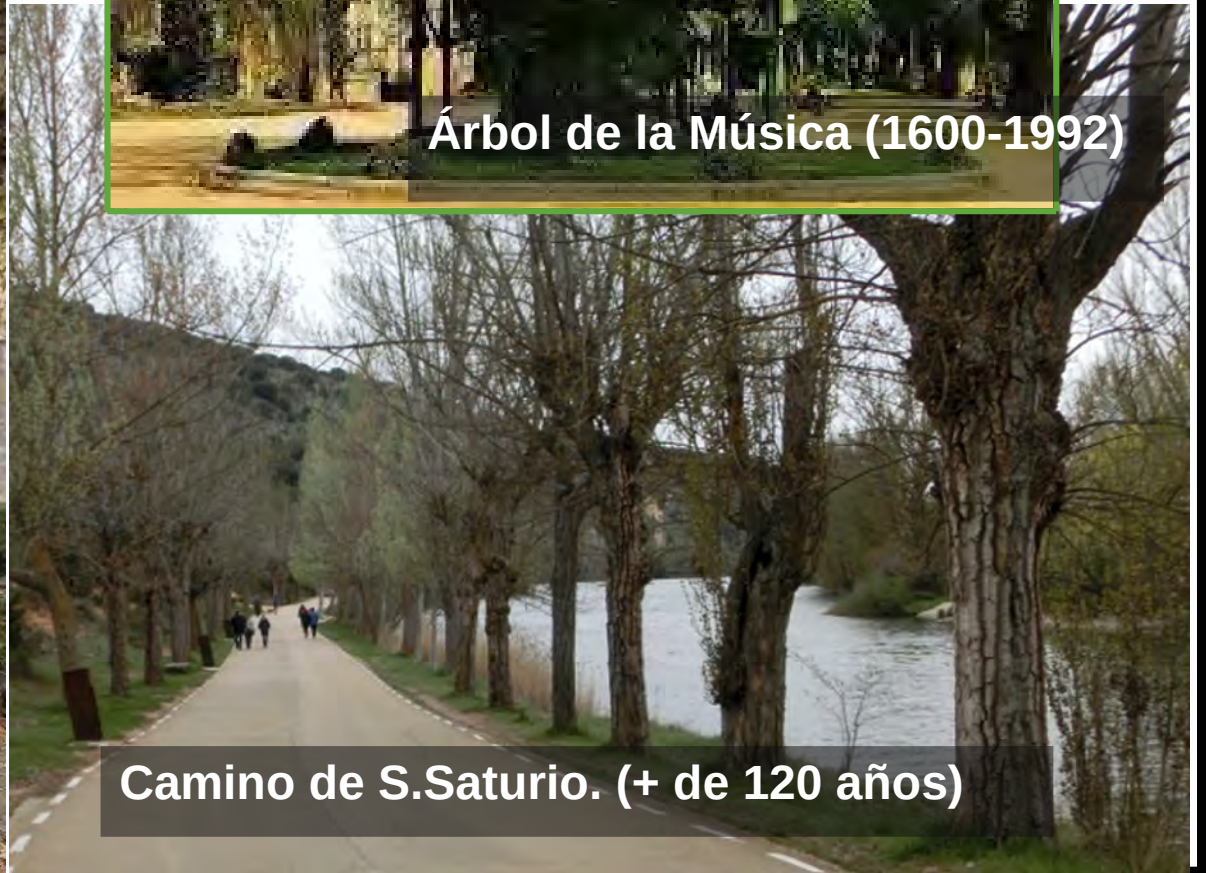 Árbol de la Música (1600-1992)
Camino de S.Saturio. (+ de 120 años)